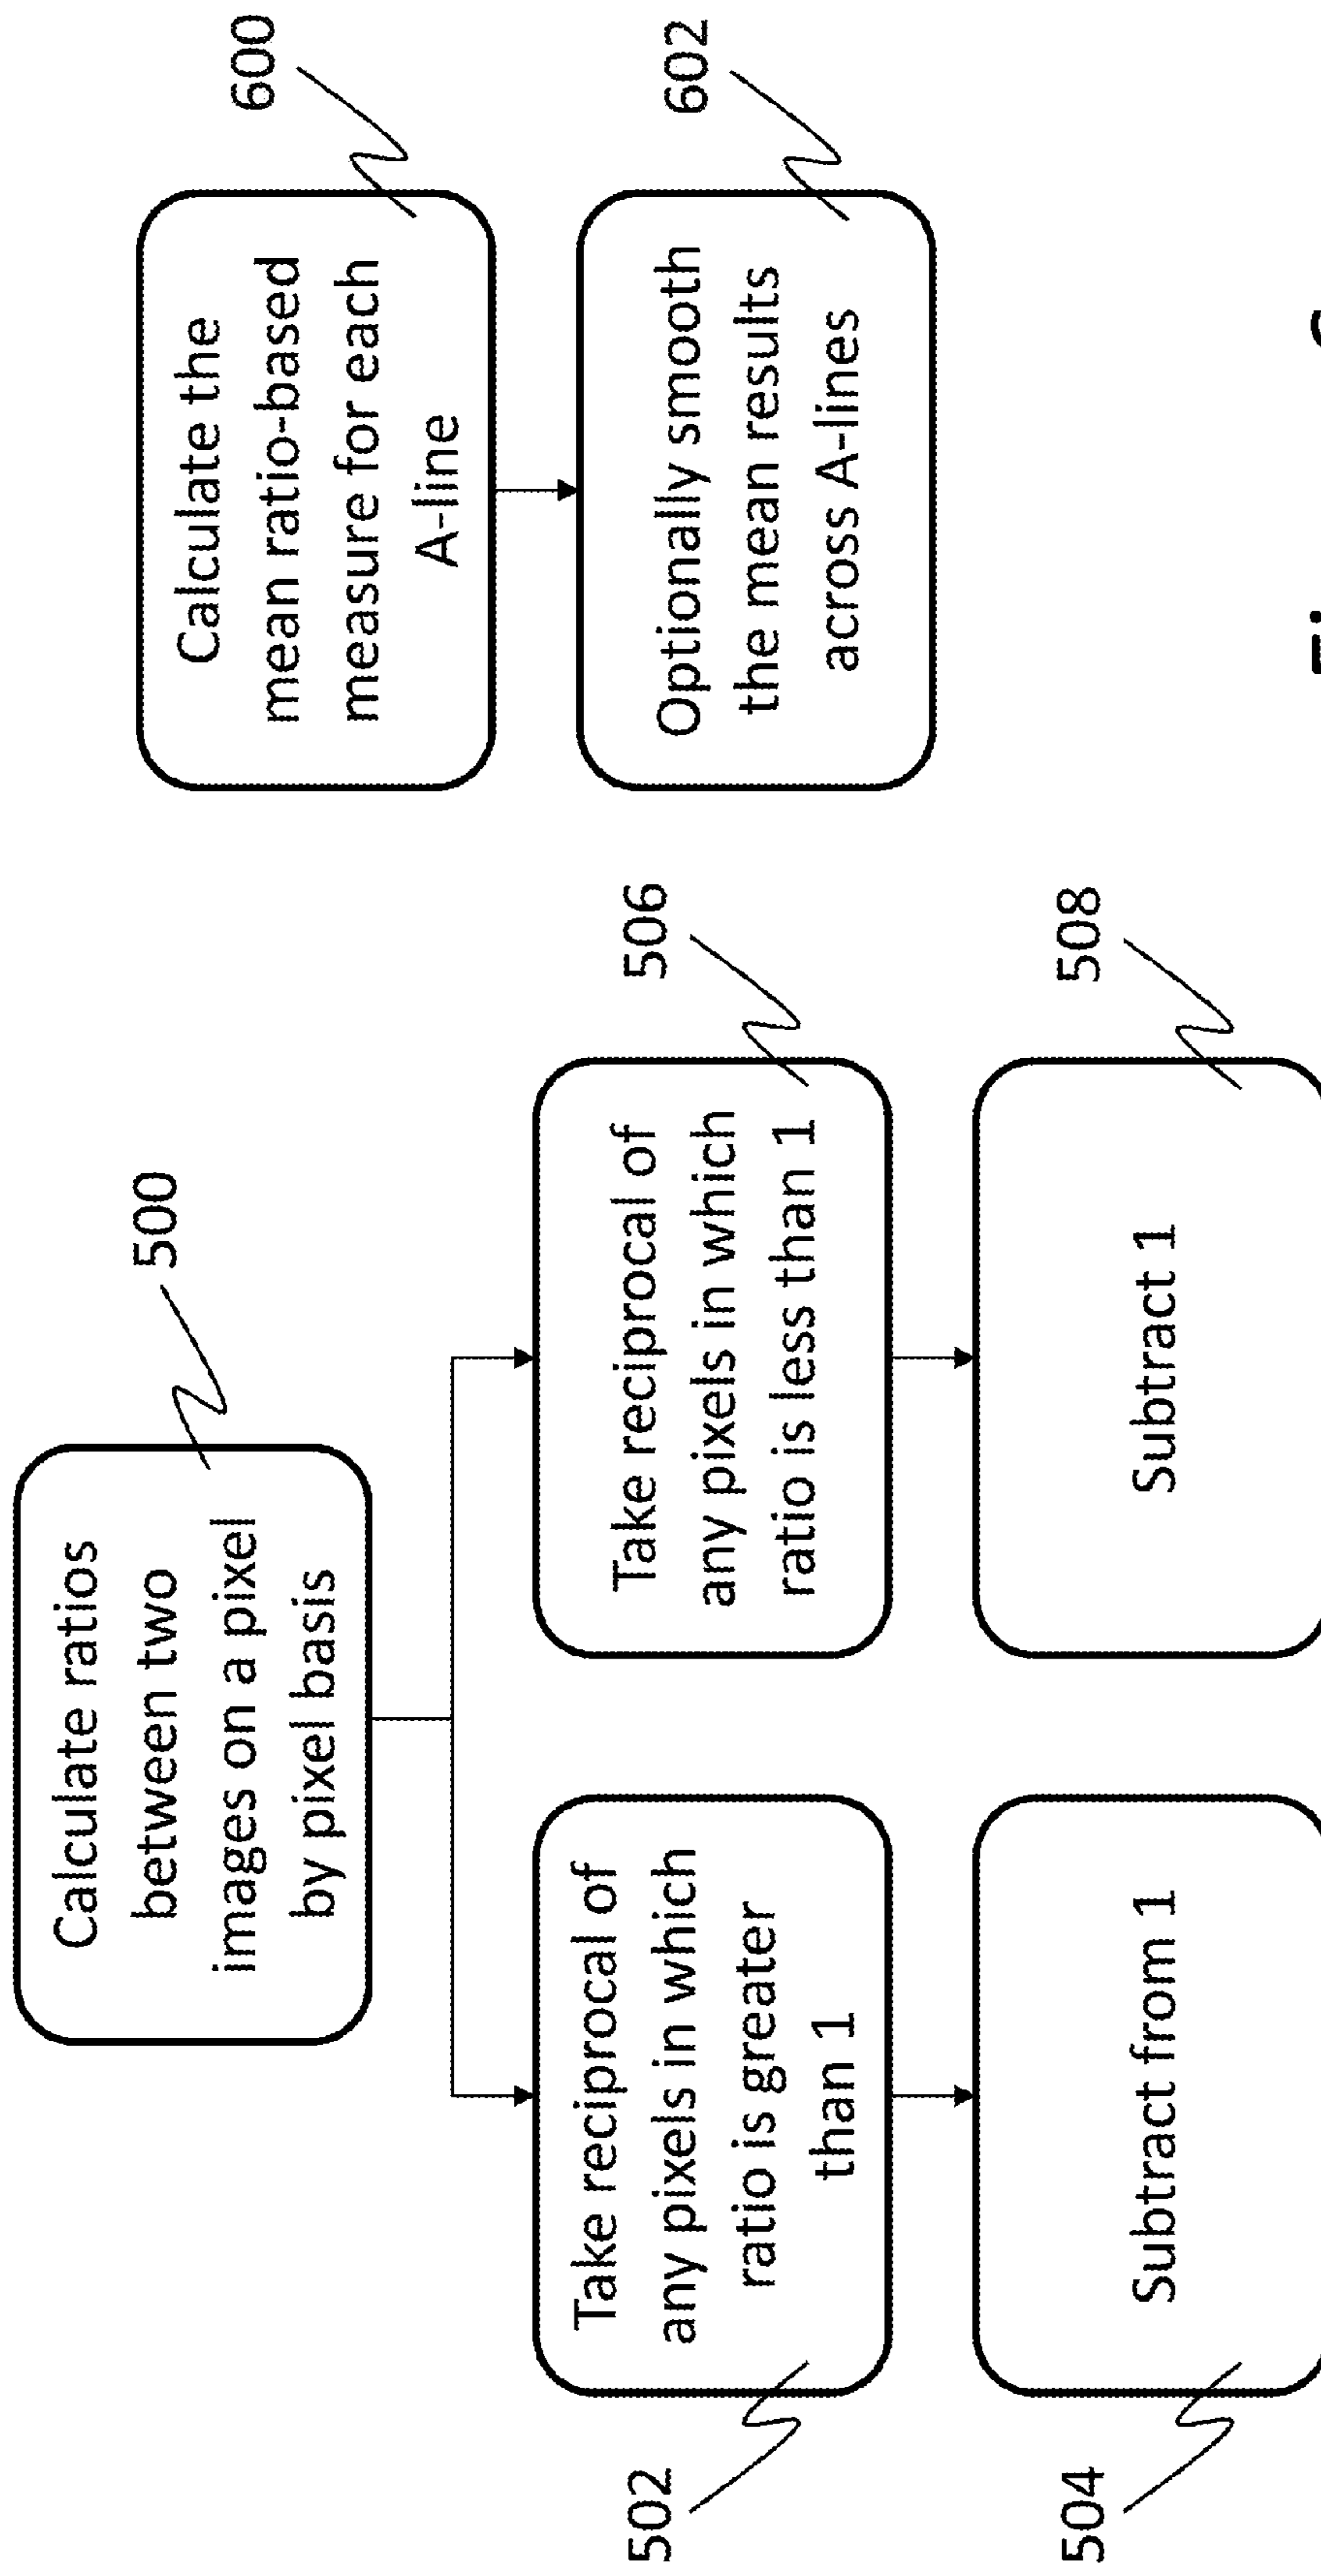 500
Calculate ratios
between two
images on a pixel
by pixel basis
502
Take reciprocal of
any pixels in which
ratio is greater
than 1
504
Subtract from 1
506
Take reciprocal of
any pixels in which
ratio is less than 1
508
Subtract 1
600
Calculate the
mean ratio-based
measure for each
A-line
602
Optionally smooth
the mean results
across A-lines